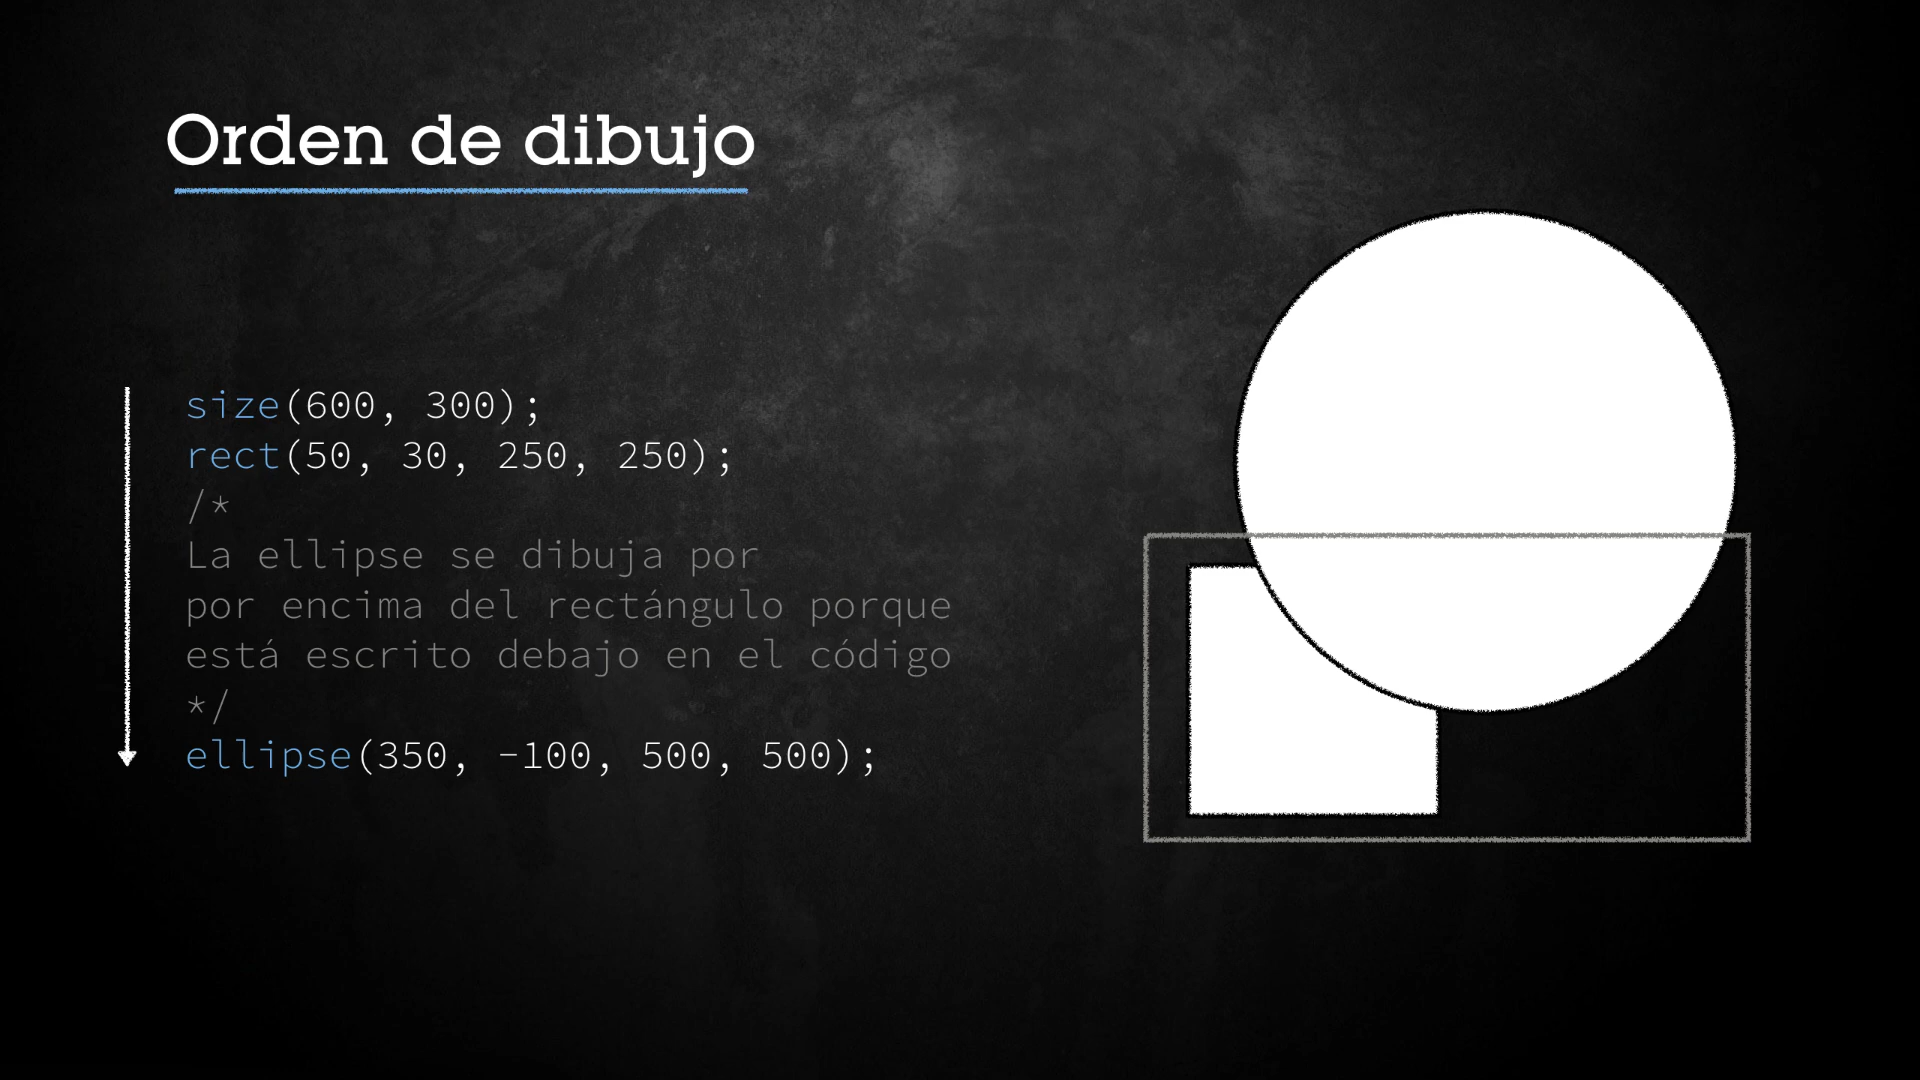 Orden de dibujo
size(600, 300);
rect(50, 30, 250, 250);
/*
La ellipse se dibuja por
por encima del rectángulo porque
está escrito debajo en el código
*/
ellipse(350, -100, 500, 500);